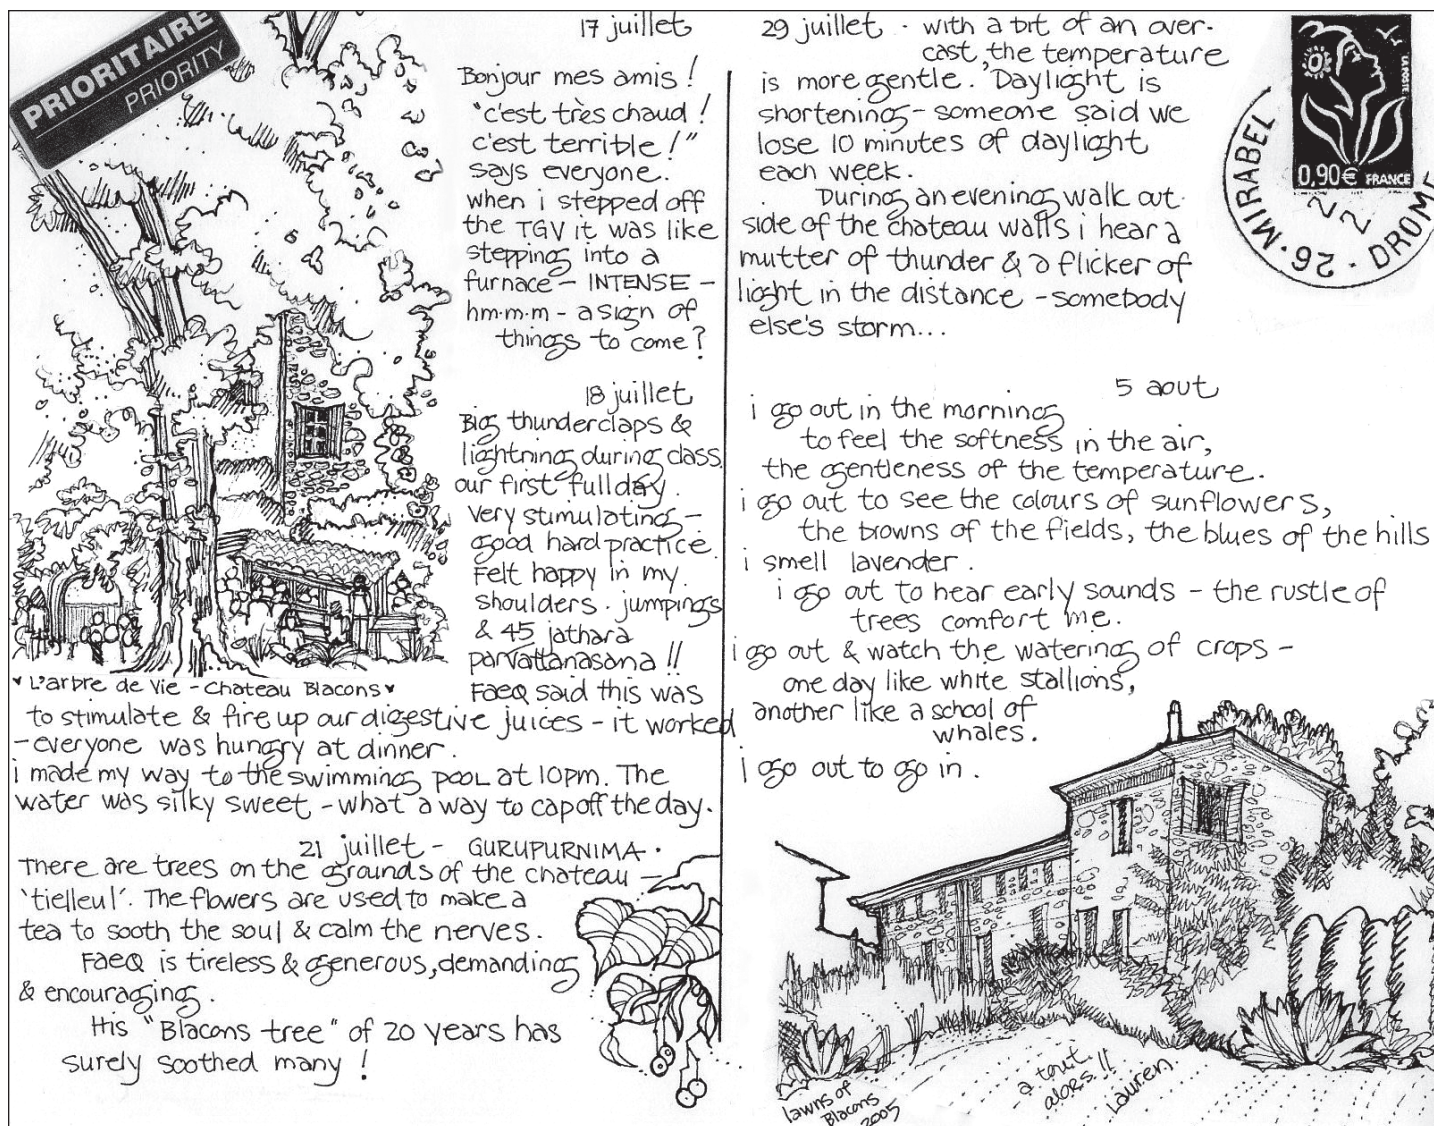 PRIORITAIRE
PRIORITY
17 juillet
Bonjour mes amis !
"c'est très chaud !
c'est terrible !"
says everyone.
when i stepped off
the TGV it was like
stepping into a
furnace - INTENSE -
hm·m·m - a sign of
things to come?
18 juillet
Big thunderclaps &
lightning during class
our first full day.
very stimulating -
good hard practice.
Felt happy in my
shoulders. jumpings
& 45 jathara
parvattanasana !!
FaeQ said this was
♥ L'arbre de vie - Chateau Blacons ♥
to stimulate & fire up our digestive juices - it worked
- everyone was hungry at dinner.
i made my way to the swimming pool at 10pm. The
water was silky sweet - what a way to cap off the day.
21 juillet - GURUPURNIMA.
There are trees on the grounds of the chateau -
'tielleul'. The flowers are used to make a
tea to sooth the soul & calm the nerves.
FaeQ is tireless & generous, demanding
& encouraging.
His "Blacons tree" of 20 years has
surely soothed many !
29 juillet - with a bit of an over-
cast, the temperature
is more gentle. Daylight is
shortening - someone said we
lose 10 minutes of daylight
each week.
During an evening walk out-
side of the chateau walls i hear a
mutter of thunder & a flicker of
light in the distance - somebody
else's storm...
LA POSTE
0,90€ FRANCE
26 · MIRABEL · DROME
22
2
5 aout
i go out in the morning
to feel the softness in the air,
the gentleness of the temperature.
i go out to see the colours of sunflowers,
the browns of the fields, the blues of the hills
i smell lavender.
i go out to hear early sounds - the rustle of
trees comfort me.
i go out & watch the watering of crops -
one day like white stallions,
another like a school of
whales.
i go out to go in.
lawns of
Blacons
2005
a tout
alors !!
Lauren